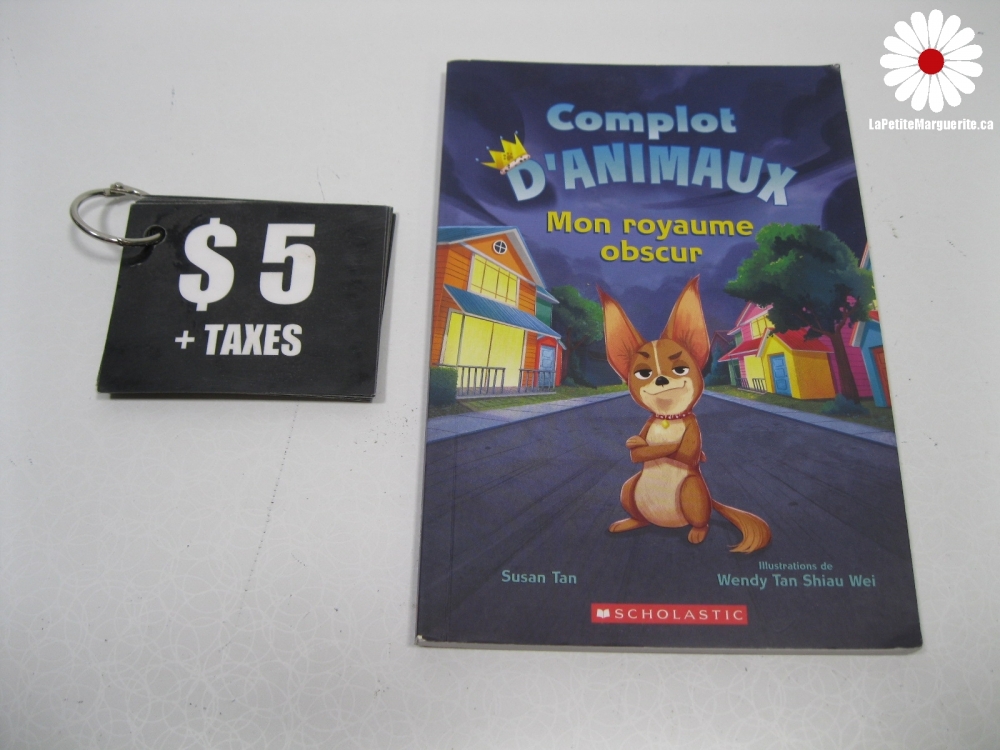 LaPetiteMarguerite.ca
$ 5
+ TAXES
Complot
D'ANIMAUX
Mon royaume
obscur
Susan Tan
Illustrations de
Wendy Tan Shiau Wei
SCHOLASTIC